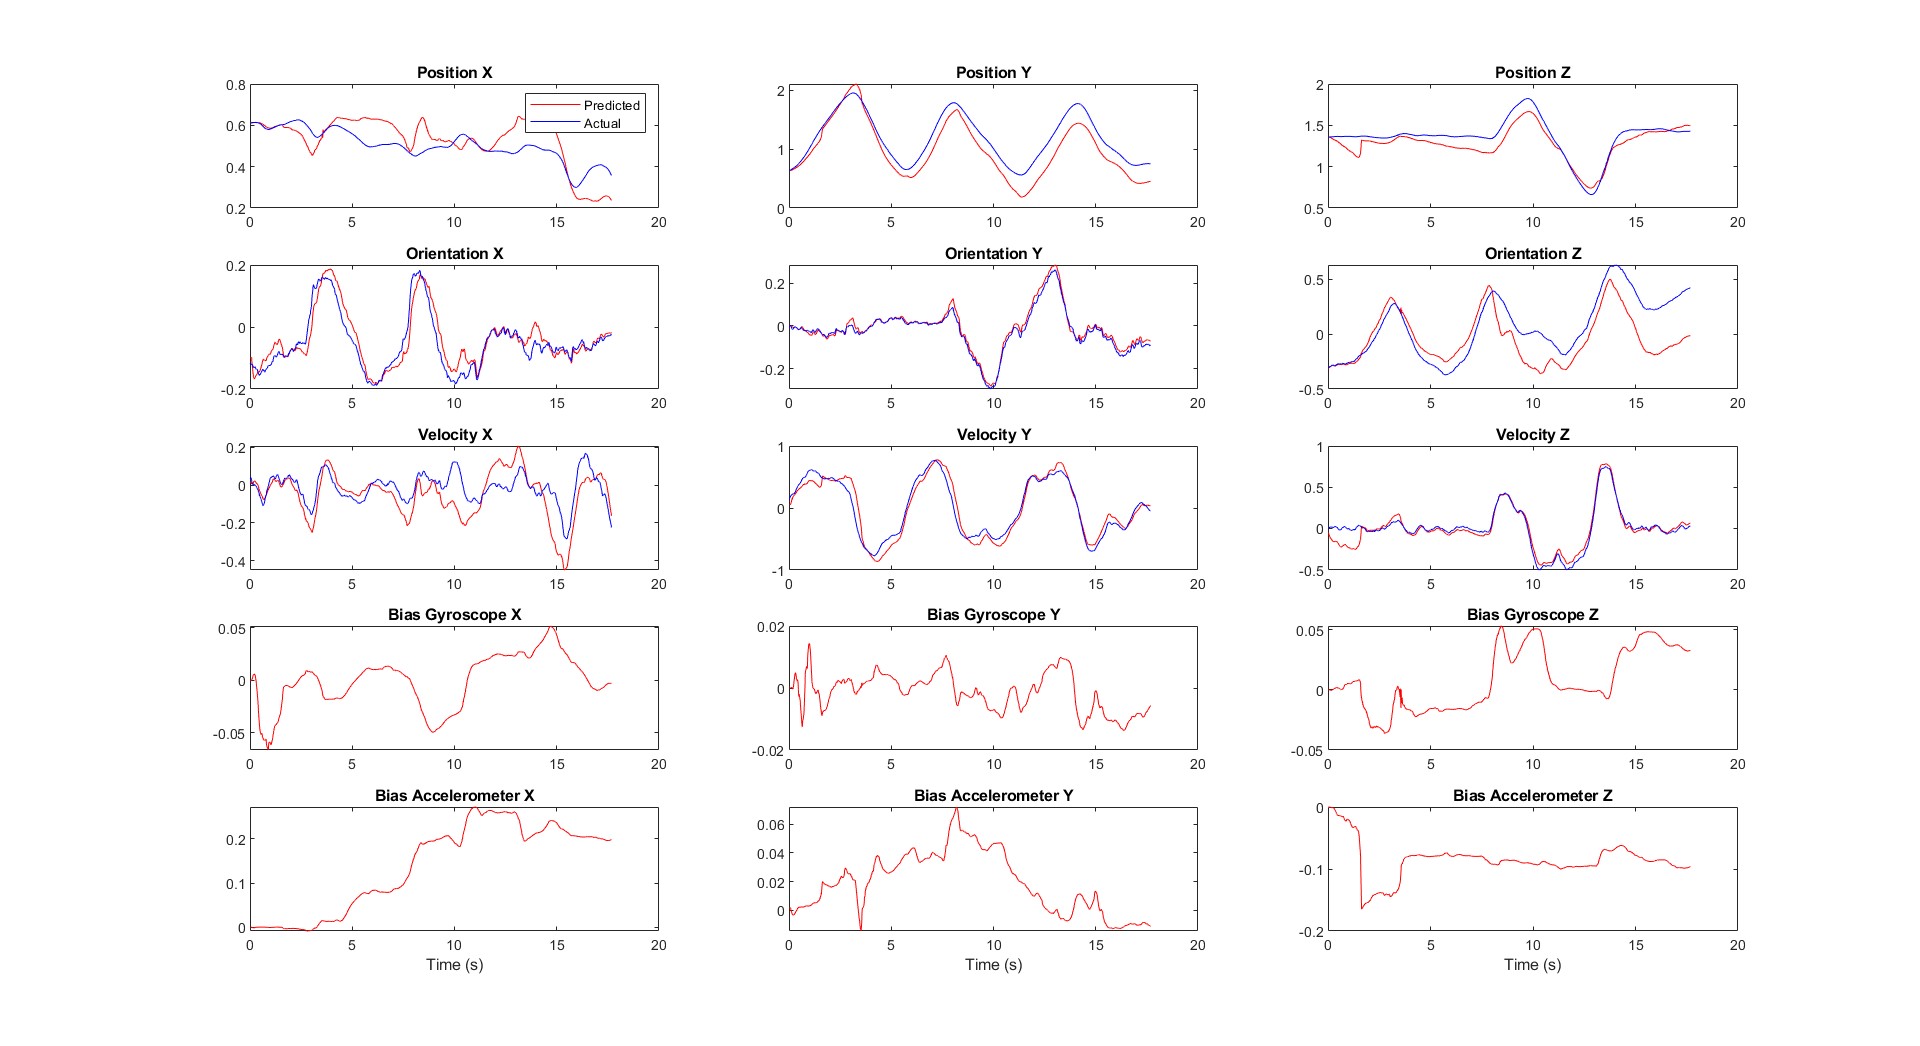 Position X
Position Y
Position Z
0.8
0.6
0.4
0.2
0 5 10 15 20
Predicted
Actual
2
1
0
0 5 10 15 20
2
1.5
1
0.5
0 5 10 15 20
Orientation X
Orientation Y
Orientation Z
0.2
0
-0.2
0 5 10 15 20
0.2
0
-0.2
0 5 10 15 20
0.5
0
-0.5
0 5 10 15 20
Velocity X
Velocity Y
Velocity Z
0.2
0
-0.2
-0.4
0 5 10 15 20
1
0
-1
0 5 10 15 20
1
0.5
0
-0.5
0 5 10 15 20
Bias Gyroscope X
Bias Gyroscope Y
Bias Gyroscope Z
0.05
0
-0.05
0 5 10 15 20
0.02
0
-0.02
0 5 10 15 20
0.05
0
-0.05
0 5 10 15 20
Bias Accelerometer X
Bias Accelerometer Y
Bias Accelerometer Z
0.2
0.1
0
0 5 10 15 20
Time (s)
0.06
0.04
0.02
0
0 5 10 15 20
Time (s)
0
-0.1
-0.2
0 5 10 15 20
Time (s)